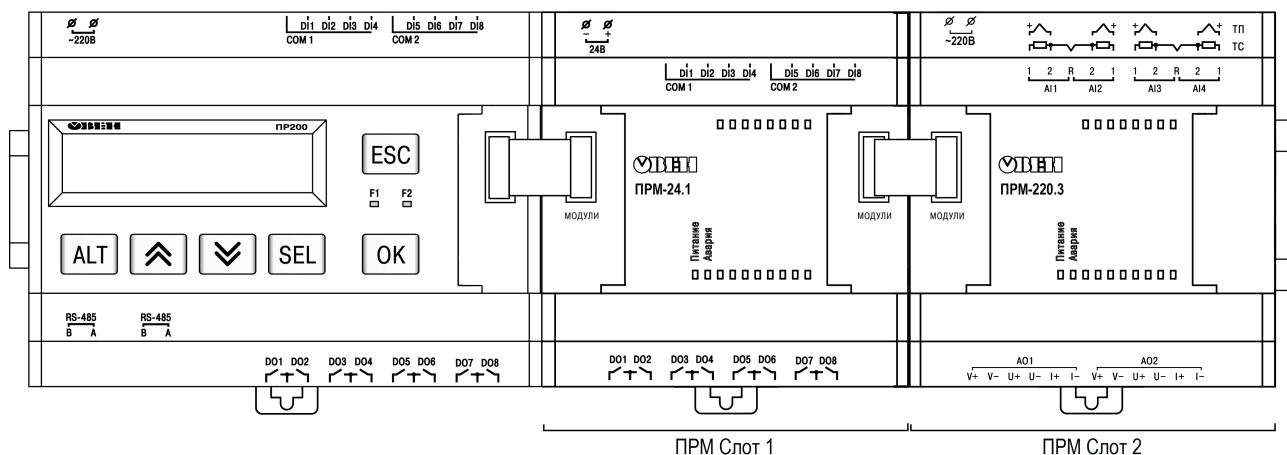 ~220В
DI1 DI2 DI3 DI4
COM 1
DI5 DI6 DI7 DI8
COM 2
ОВЕН
ПР200
ESC
F1 F2
ALT
SEL
OK
RS-485
B A
RS-485
B A
DO1 DO2 DO3 DO4 DO5 DO6 DO7 DO8
- +
24В
DI1 DI2 DI3 DI4
COM 1
DI5 DI6 DI7 DI8
COM 2
МОДУЛИ
ОВЕН
ПРМ-24.1
Питание
Авария
МОДУЛИ
DO1 DO2 DO3 DO4 DO5 DO6 DO7 DO8
ПРМ Слот 1
~220В
+ + + + ТП
ТС
1 2 R 2 1 1 2 R 2 1
AI1 AI2 AI3 AI4
МОДУЛИ
ОВЕН
ПРМ-220.3
Питание
Авария
AO1 AO2
V+ V- U+ U- I+ I- V+ V- U+ U- I+ I-
ПРМ Слот 2